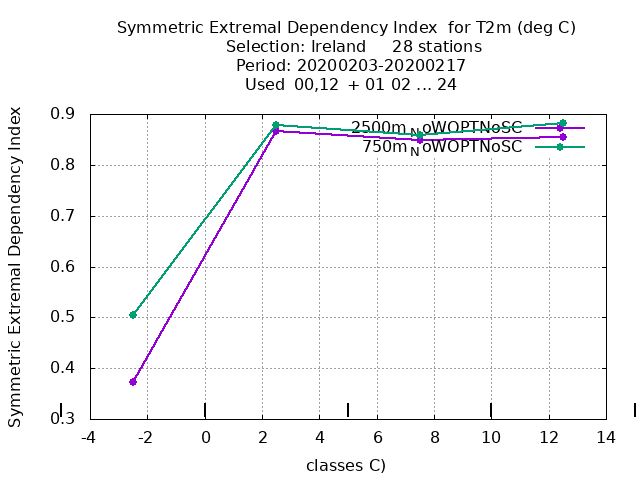 Symmetric Extremal Dependency Index for T2m (deg C)
Selection: Ireland 28 stations
Period: 20200203-20200217
Used 00,12 + 01 02 ... 24
Symmetric Extremal Dependency Index
0.9
0.8
0.7
0.6
0.5
0.4
0.3
2500mNoWOPTNoSC
750mNoWOPTNoSC
-4 -2 0 2 4 6 8 10 12 14
classes C)